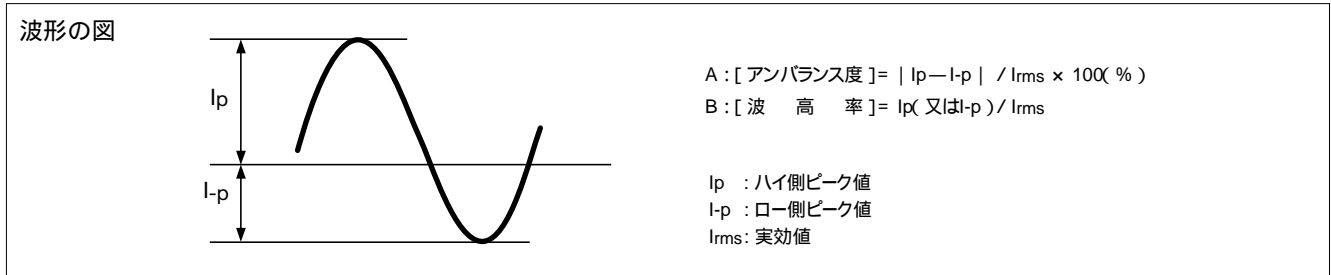 波形の図
Ip
I-p
A : [ アンバランス度 ]= | Ip—I-p | / Irms × 100( % )
B : [ 波 高 率 ]= Ip( 又はI-p ) / Irms
Ip : ハイ側ピーク値
I-p : ロー側ピーク値
Irms: 実効値